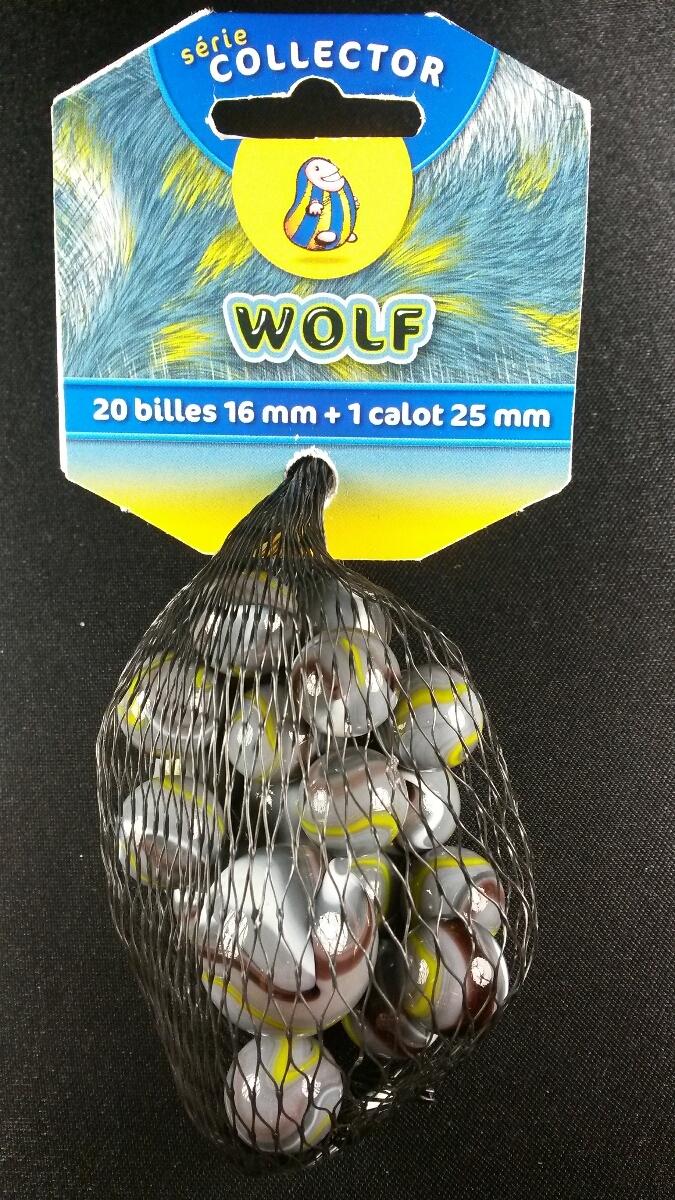 série
COLLECTOR
WOLF
20 billes 16 mm + 1 calot 25 mm